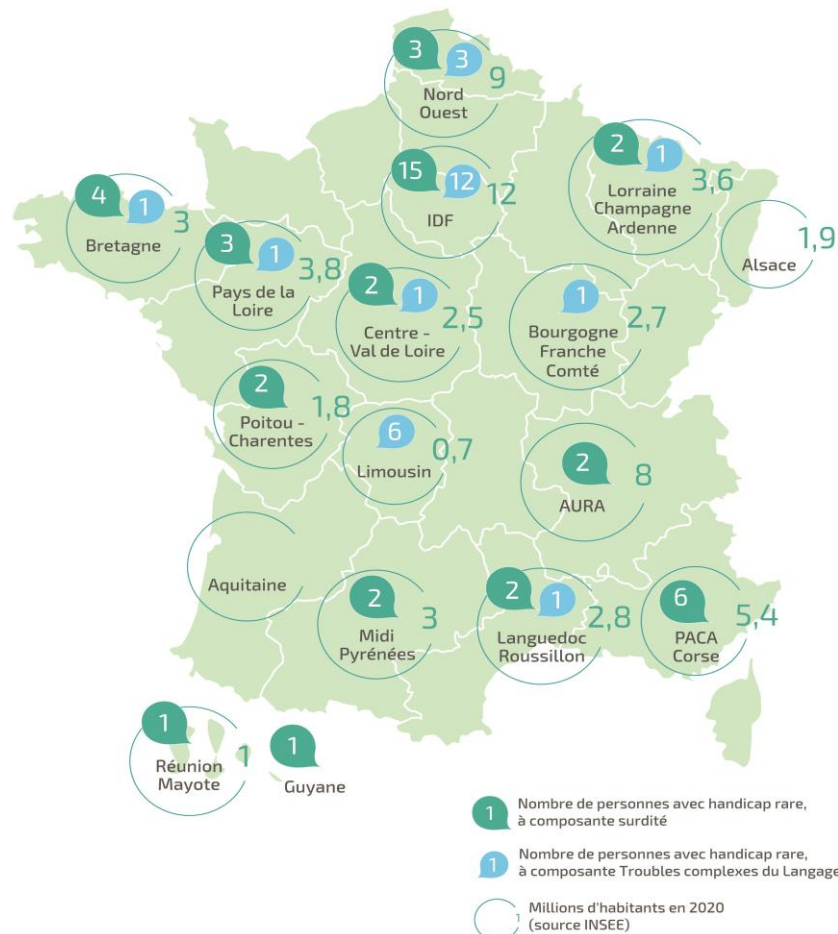 3
3
9
Nord
Ouest
15
12
12
IDF
2
1
3,6
Lorraine
Champagne
Ardenne
1,9
Alsace
4
1
3
Bretagne
3
1
3,8
Pays de la
Loire
2
1
2,5
Centre -
Val de Loire
1
2,7
Bourgogne
Franche
Comté
2
1,8
Poitou -
Charentes
6
0,7
Limousin
2
8
AURA
Aquitaine
2
3
Midi
Pyrénées
2
1
2,8
Languedoc
Roussillon
6
5,4
PACA
Corse
1
1
Réunion
Mayotte
1
Guyane
1
Nombre de personnes avec handicap rare,
à composante surdité
1
Nombre de personnes avec handicap rare,
à composante Troubles complexes du Langage
1
Millions d'habitants en 2020
(source INSEE)